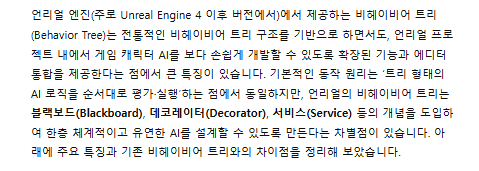 언리얼 엔진(주로 Unreal Engine 4 이후 버전에서)에서 제공하는 비헤이비어 트리
(Behavior Tree)는 전통적인 비헤이비어 트리 구조를 기반으로 하면서도, 언리얼 프로
젝트 내에서 게임 캐릭터 AI를 보다 손쉽게 개발할 수 있도록 확장된 기능과 에디터
통합을 제공한다는 점에서 큰 특징이 있습니다. 기본적인 동작 원리는 ‘트리 형태의
AI 로직을 순서대로 평가·실행’하는 점에서 동일하지만, 언리얼의 비헤이비어 트리는
블랙보드(Blackboard), 데코레이터(Decorator), 서비스(Service) 등의 개념을 도입하
여 한층 체계적이고 유연한 AI를 설계할 수 있도록 만든다는 차별점이 있습니다. 아
래에 주요 특징과 기존 비헤이비어 트리와의 차이점을 정리해 보았습니다.